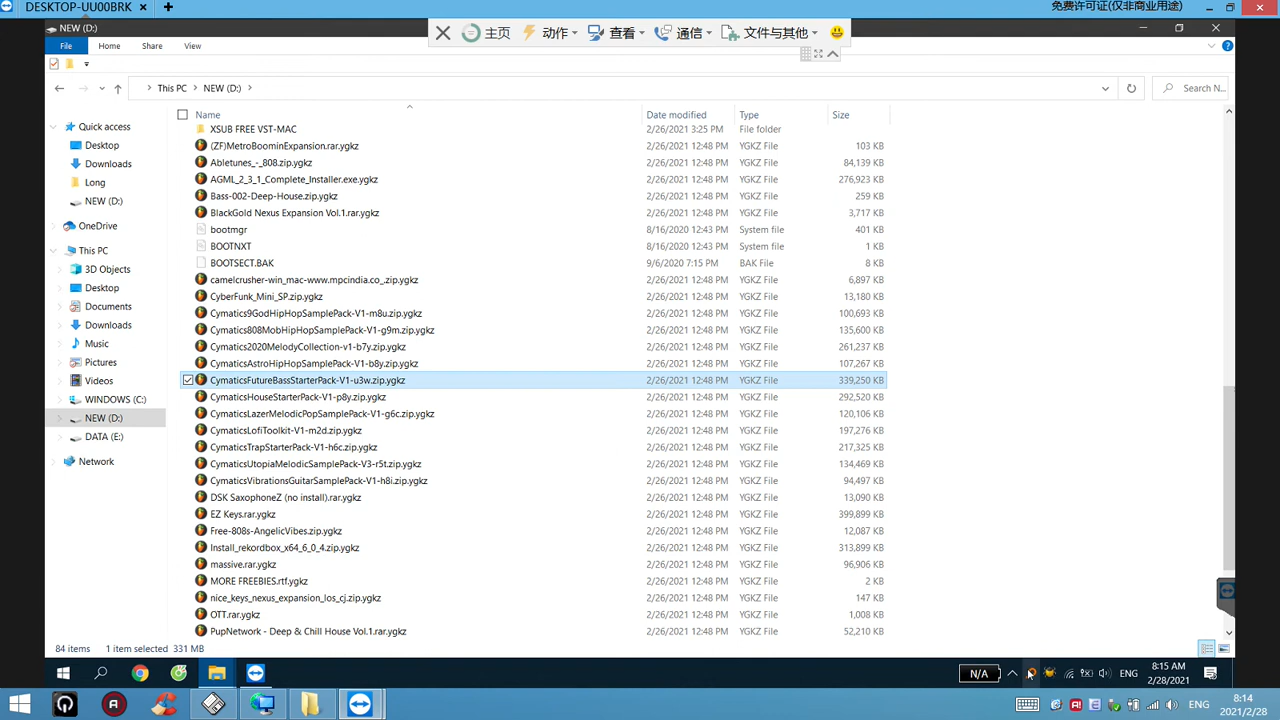 DESKTOP-UU00BRK
免费许可证(仅非商业用途)
NEW (D:)
主页
动作
查看
通信
文件与其他
File
Home
Share
View
This PC
NEW (D:)
Search N...
Name
Date modified
Type
Size
Quick access
Desktop
Downloads
Long
NEW (D:)
OneDrive
This PC
3D Objects
Desktop
Documents
Downloads
Music
Pictures
Videos
WINDOWS (C:)
NEW (D:)
DATA (E:)
Network
XSUB FREE VST-MAC 2/26/2021 3:25 PM File folder
(ZF)MetroBoominExpansion.rar.ygkz 2/26/2021 12:48 PM YGKZ File 103 KB
Abletunes_-_808.zip.ygkz 2/26/2021 12:48 PM YGKZ File 84,139 KB
AGML_2_3_1_Complete_Installer.exe.ygkz 2/26/2021 12:48 PM YGKZ File 276,923 KB
Bass-002-Deep-House.zip.ygkz 2/26/2021 12:48 PM YGKZ File 259 KB
BlackGold Nexus Expansion Vol.1.rar.ygkz 2/26/2021 12:48 PM YGKZ File 3,717 KB
bootmgr 8/16/2020 12:43 PM System file 401 KB
BOOTNXT 8/16/2020 12:43 PM System file 1 KB
BOOTSECT.BAK 9/6/2020 7:15 PM BAK File 8 KB
camelcrusher-win_mac-www.mpcindia.co_.zip.ygkz 2/26/2021 12:48 PM YGKZ File 6,897 KB
CyberFunk_Mini_SP.zip.ygkz 2/26/2021 12:48 PM YGKZ File 13,180 KB
Cymatics9GodHipHopSamplePack-V1-m8u.zip.ygkz 2/26/2021 12:48 PM YGKZ File 100,693 KB
Cymatics808MobHipHopSamplePack-V1-g9m.zip.ygkz 2/26/2021 12:48 PM YGKZ File 135,600 KB
Cymatics2020MelodyCollection-v1-b7y.zip.ygkz 2/26/2021 12:48 PM YGKZ File 261,237 KB
CymaticsAstroHipHopSamplePack-V1-b8y.zip.ygkz 2/26/2021 12:48 PM YGKZ File 107,267 KB
CymaticsFutureBassStarterPack-V1-u3w.zip.ygkz 2/26/2021 12:48 PM YGKZ File 339,250 KB
CymaticsHouseStarterPack-V1-p8y.zip.ygkz 2/26/2021 12:48 PM YGKZ File 292,520 KB
CymaticsLazerMelodicPopSamplePack-V1-g6c.zip.ygkz 2/26/2021 12:48 PM YGKZ File 120,106 KB
CymaticsLofiToolkit-V1-m2d.zip.ygkz 2/26/2021 12:48 PM YGKZ File 197,276 KB
CymaticsTrapStarterPack-V1-h6c.zip.ygkz 2/26/2021 12:48 PM YGKZ File 217,325 KB
CymaticsUtopiaMelodicSamplePack-V3-r5t.zip.ygkz 2/26/2021 12:48 PM YGKZ File 134,469 KB
CymaticsVibrationsGuitarSamplePack-V1-h8i.zip.ygkz 2/26/2021 12:48 PM YGKZ File 94,497 KB
DSK SaxophoneZ (no install).rar.ygkz 2/26/2021 12:48 PM YGKZ File 13,090 KB
EZ Keys.rar.ygkz 2/26/2021 12:48 PM YGKZ File 399,899 KB
Free-808s-AngelicVibes.zip.ygkz 2/26/2021 12:48 PM YGKZ File 12,087 KB
Install_rekordbox_x64_6_0_4.zip.ygkz 2/26/2021 12:48 PM YGKZ File 313,899 KB
massive.rar.ygkz 2/26/2021 12:48 PM YGKZ File 96,906 KB
MORE FREEBIES.rtf.ygkz 2/26/2021 12:48 PM YGKZ File 2 KB
nice_keys_nexus_expansion_los_cj.zip.ygkz 2/26/2021 12:48 PM YGKZ File 147 KB
OTT.rar.ygkz 2/26/2021 12:48 PM YGKZ File 1,008 KB
PupNetwork - Deep & Chill House Vol.1.rar.ygkz 2/26/2021 12:48 PM YGKZ File 52,210 KB
84 items 1 item selected 331 MB
N/A
ENG
8:15 AM
2/28/2021
ENG
8:14
2021/2/28